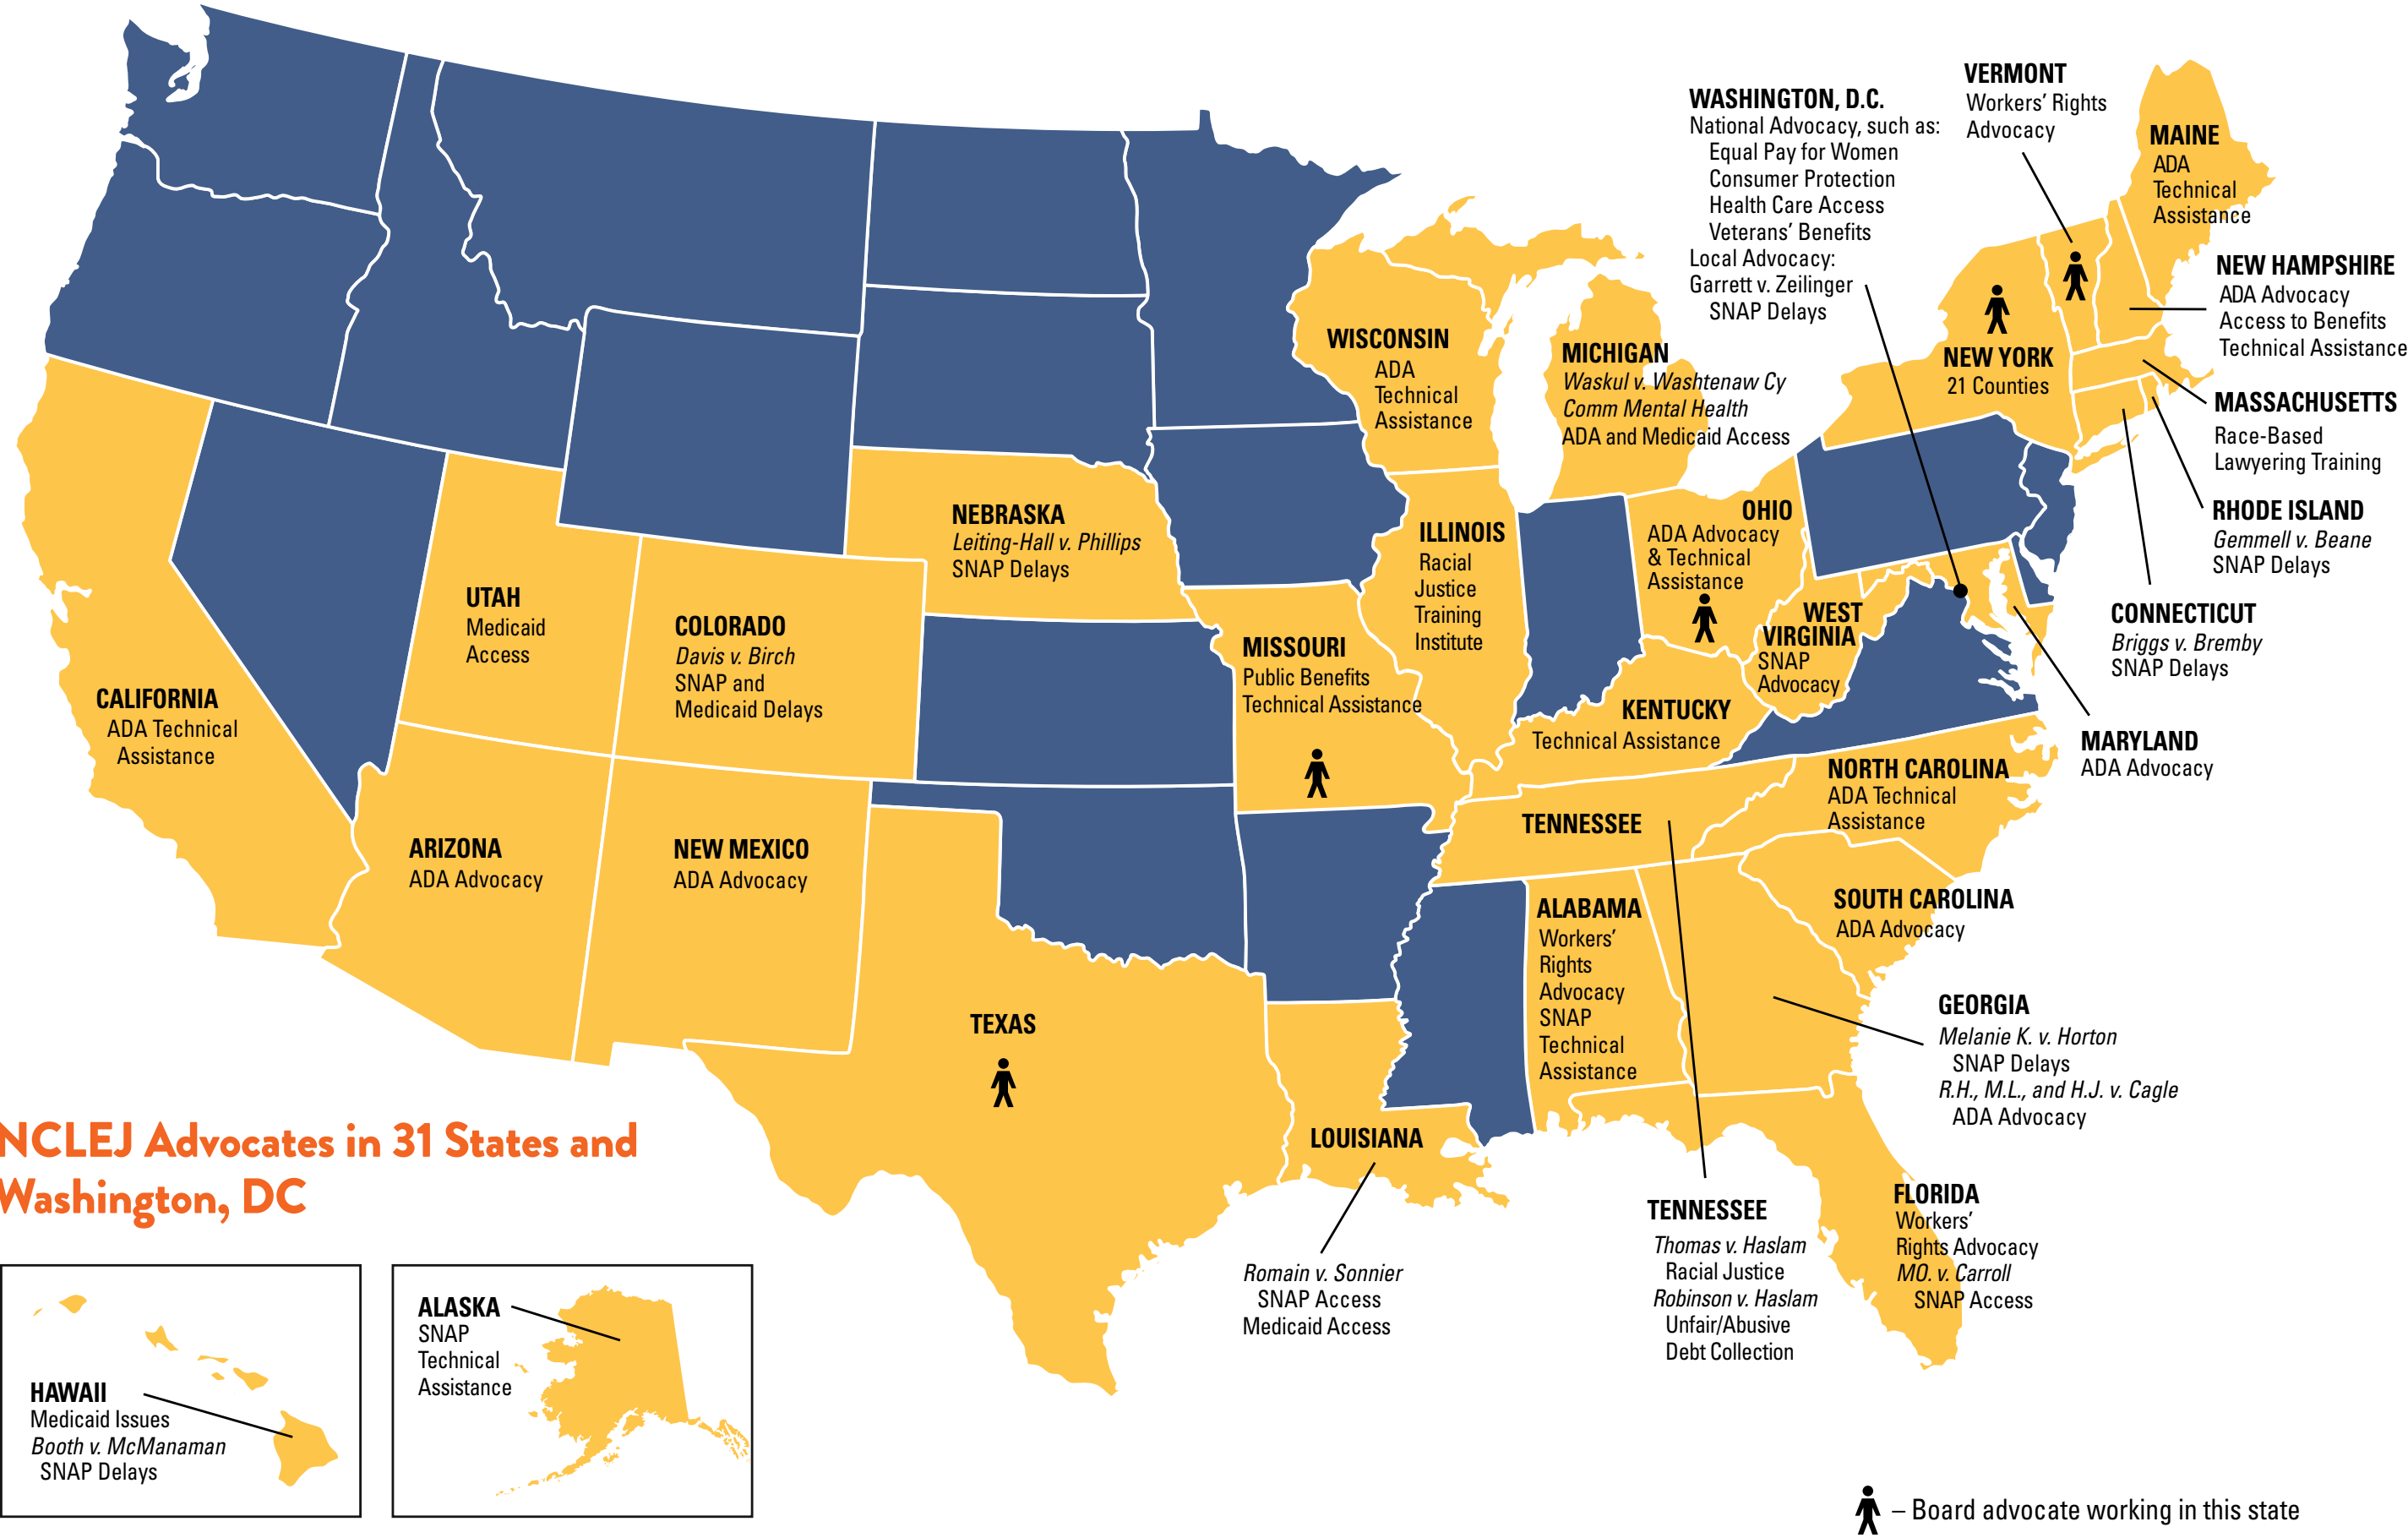 WASHINGTON, D.C.
National Advocacy, such as:
Equal Pay for Women
Consumer Protection
Health Care Access
Veterans' Benefits
Local Advocacy:
Garrett v. Zeilinger
SNAP Delays
VERMONT
Workers' Rights
Advocacy
MAINE
ADA
Technical
Assistance
NEW HAMPSHIRE
ADA Advocacy
Access to Benefits
Technical Assistance
NEW YORK
21 Counties
MASSACHUSETTS
Race-Based
Lawyering Training
RHODE ISLAND
Gemmell v. Beane
SNAP Delays
CONNECTICUT
Briggs v. Bremby
SNAP Delays
MARYLAND
ADA Advocacy
WISCONSIN
ADA
Technical
Assistance
MICHIGAN
Waskul v. Washtenaw Cy
Comm Mental Health
ADA and Medicaid Access
OHIO
ADA Advocacy
& Technical
Assistance
ILLINOIS
Racial
Justice
Training
Institute
WEST
VIRGINIA
SNAP
Advocacy
NEBRASKA
Leiting-Hall v. Phillips
SNAP Delays
UTAH
Medicaid
Access
COLORADO
Davis v. Birch
SNAP and
Medicaid Delays
MISSOURI
Public Benefits
Technical Assistance
KENTUCKY
Technical Assistance
CALIFORNIA
ADA Technical
Assistance
ARIZONA
ADA Advocacy
NEW MEXICO
ADA Advocacy
TENNESSEE
NORTH CAROLINA
ADA Technical
Assistance
SOUTH CAROLINA
ADA Advocacy
ALABAMA
Workers'
Rights
Advocacy
SNAP
Technical
Assistance
GEORGIA
Melanie K. v. Horton
SNAP Delays
R.H., M.L., and H.J. v. Cagle
ADA Advocacy
TEXAS
LOUISIANA
Romain v. Sonnier
SNAP Access
Medicaid Access
TENNESSEE
Thomas v. Haslam
Racial Justice
Robinson v. Haslam
Unfair/Abusive
Debt Collection
FLORIDA
Workers'
Rights Advocacy
MO. v. Carroll
SNAP Access
NCLEJ Advocates in 31 States and
Washington, DC
HAWAII
Medicaid Issues
Booth v. McManaman
SNAP Delays
ALASKA
SNAP
Technical
Assistance
– Board advocate working in this state